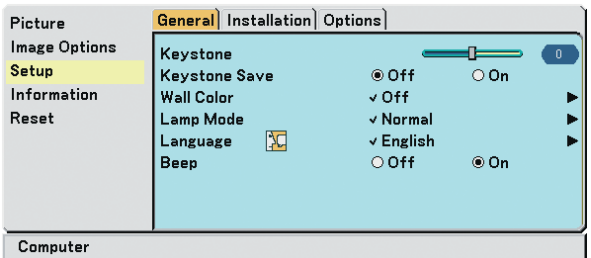 Picture
Image Options
Setup
Information
Reset
General Installation Options
Keystone 0
Keystone Save Off On
Wall Color Off
Lamp Mode Normal
Language English
Beep Off On
Computer